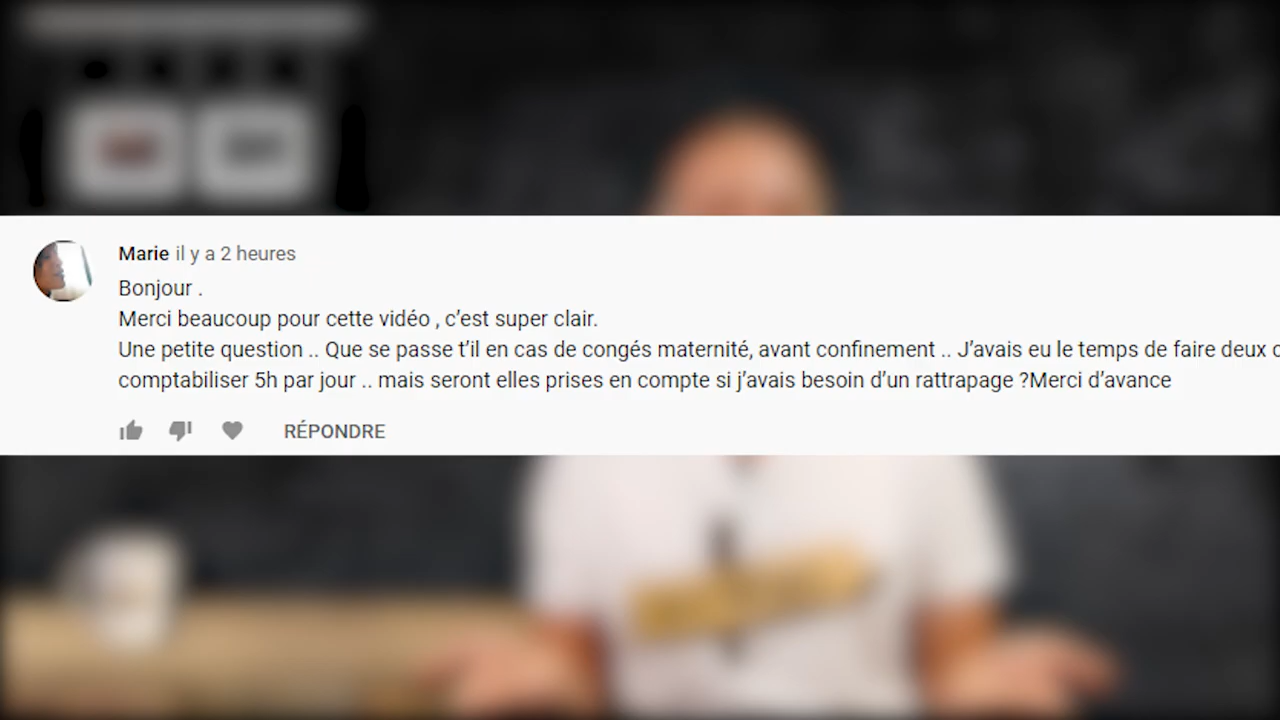 Marie il y a 2 heures
Bonjour .
Merci beaucoup pour cette vidéo , c’est super clair.
Une petite question .. Que se passe t’il en cas de congés maternité, avant confinement .. J’avais eu le temps de faire deux
comptabiliser 5h par jour .. mais seront elles prises en compte si j’avais besoin d’un rattrapage ?Merci d’avance
RÉPONDRE